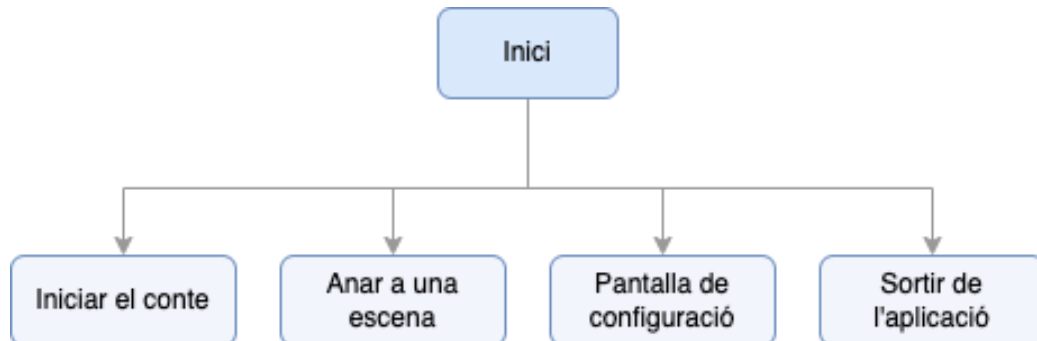 Inici
Iniciar el conte
Anar a una
escena
Pantalla de
configuració
Sortir de
l'aplicació